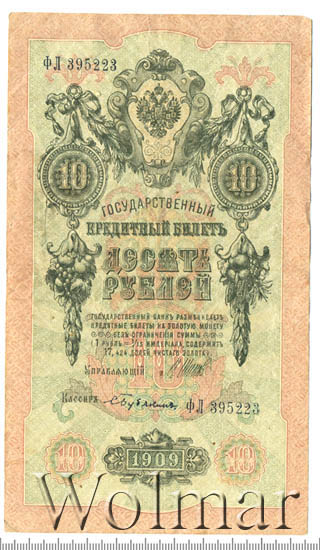 ФЛ 395223
10 10
ГОСУДАРСТВЕННЫЙ
КРЕДИТНЫЙ БИЛЕТЪ
ДЕСЯТЬ
РУБЛЕЙ
ГОСУДАРСТВЕННЫЙ БАНКЪ РАЗМѢНИВАЕТЪ
КРЕДИТНЫЕ БИЛЕТЫ НА ЗОЛОТУЮ МОНЕТУ
БЕЗЪ ОГРАНИЧЕНІЯ СУММЫ
(1 РУБЛЬ = 1/15 ИМПЕРІАЛА, СОДЕРЖИТЪ
17,424 ДОЛЕЙ ЧИСТАГО ЗОЛОТА)
10
УПРАВЛЯЮЩІЙ
КАССИРЪ
ФЛ 395223
10 1909 10
Wolmar